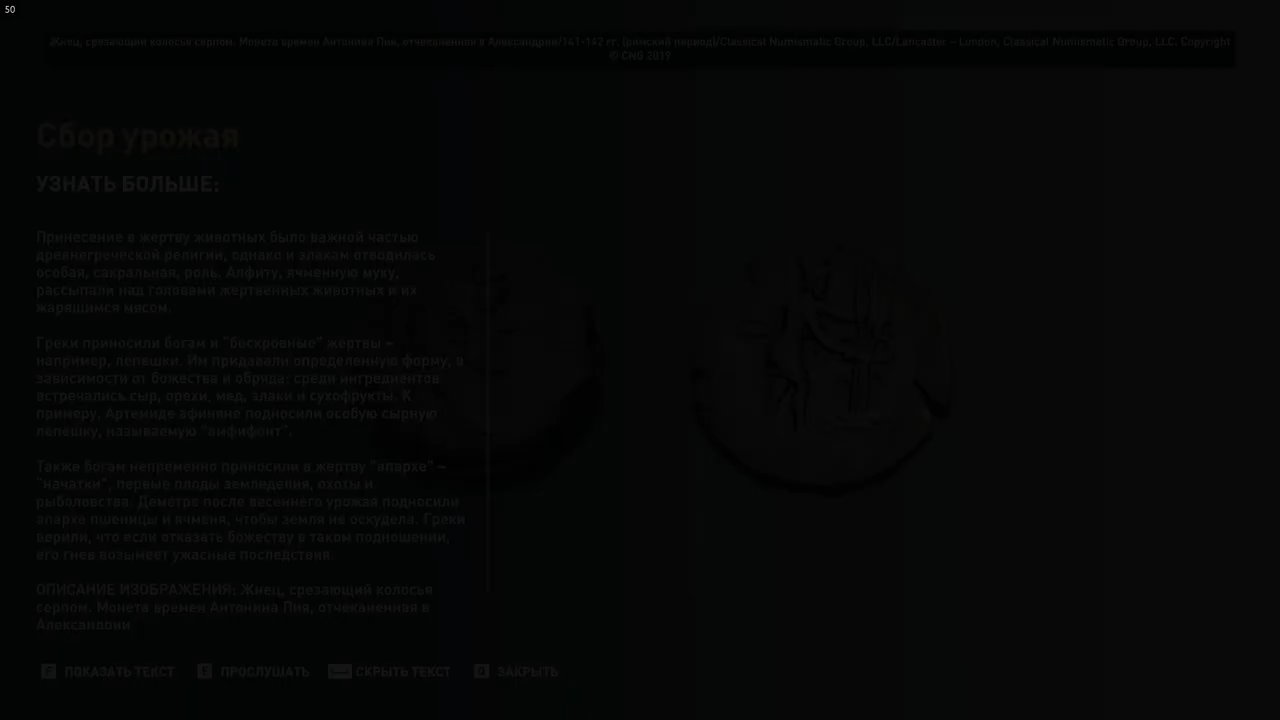 50
Жнец, срезающий колосья серпом. Монета времен Антонина Пия, отчеканенная в Александрии/141-142 гг. (римский период)/Classical Numismatic Group, LLC/Lancaster – London, Classical Numismatic Group, LLC. Copyright
© CNG 2019
Сбор урожая
УЗНАТЬ БОЛЬШЕ:
Принесение в жертву животных было важной частью
древнегреческой религии, однако и злакам отводилась
особая, сакральная, роль. Алфиту, ячменную муку,
рассыпали над головами жертвенных животных и их
жарящимся мясом.
Греки приносили богам и "бескровные" жертвы –
например, лепешки. Им придавали определенную форму, в
зависимости от божества и обряда: среди ингредиентов
встречались сыр, орехи, мед, злаки и сухофрукты. К
примеру, Артемиде афиняне подносили особую сырную
лепешку, называемую "амфифонт".
Также богам непременно приносили в жертву "апархе" –
"начатки", первые плоды земледелия, охоты и
рыболовства. Деметре после весеннего урожая подносили
апархе пшеницы и ячменя, чтобы земля не оскудела. Греки
верили, что если отказать божеству в таком подношении,
его гнев возымеет ужасные последствия.
ОПИСАНИЕ ИЗОБРАЖЕНИЯ: Жнец, срезающий колосья
серпом. Монета времен Антонина Пия, отчеканенная в
Александрии
F ПОКАЗАТЬ ТЕКСТ E ПРОСЛУШАТЬ СКРЫТЬ ТЕКСТ Q ЗАКРЫТЬ